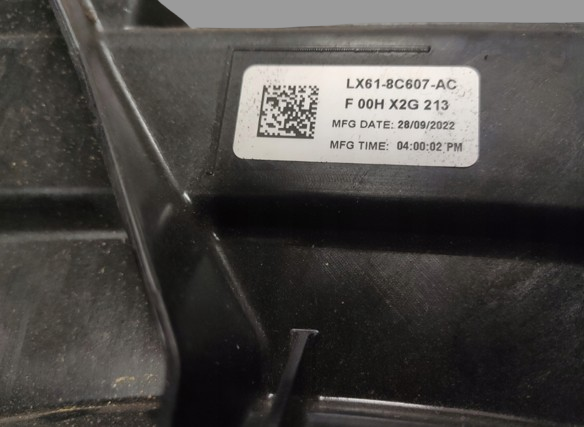 LX61-8C607-AC
F 00H X2G 213
MFG DATE: 28/09/2022
MFG TIME: 04:00:02 PM